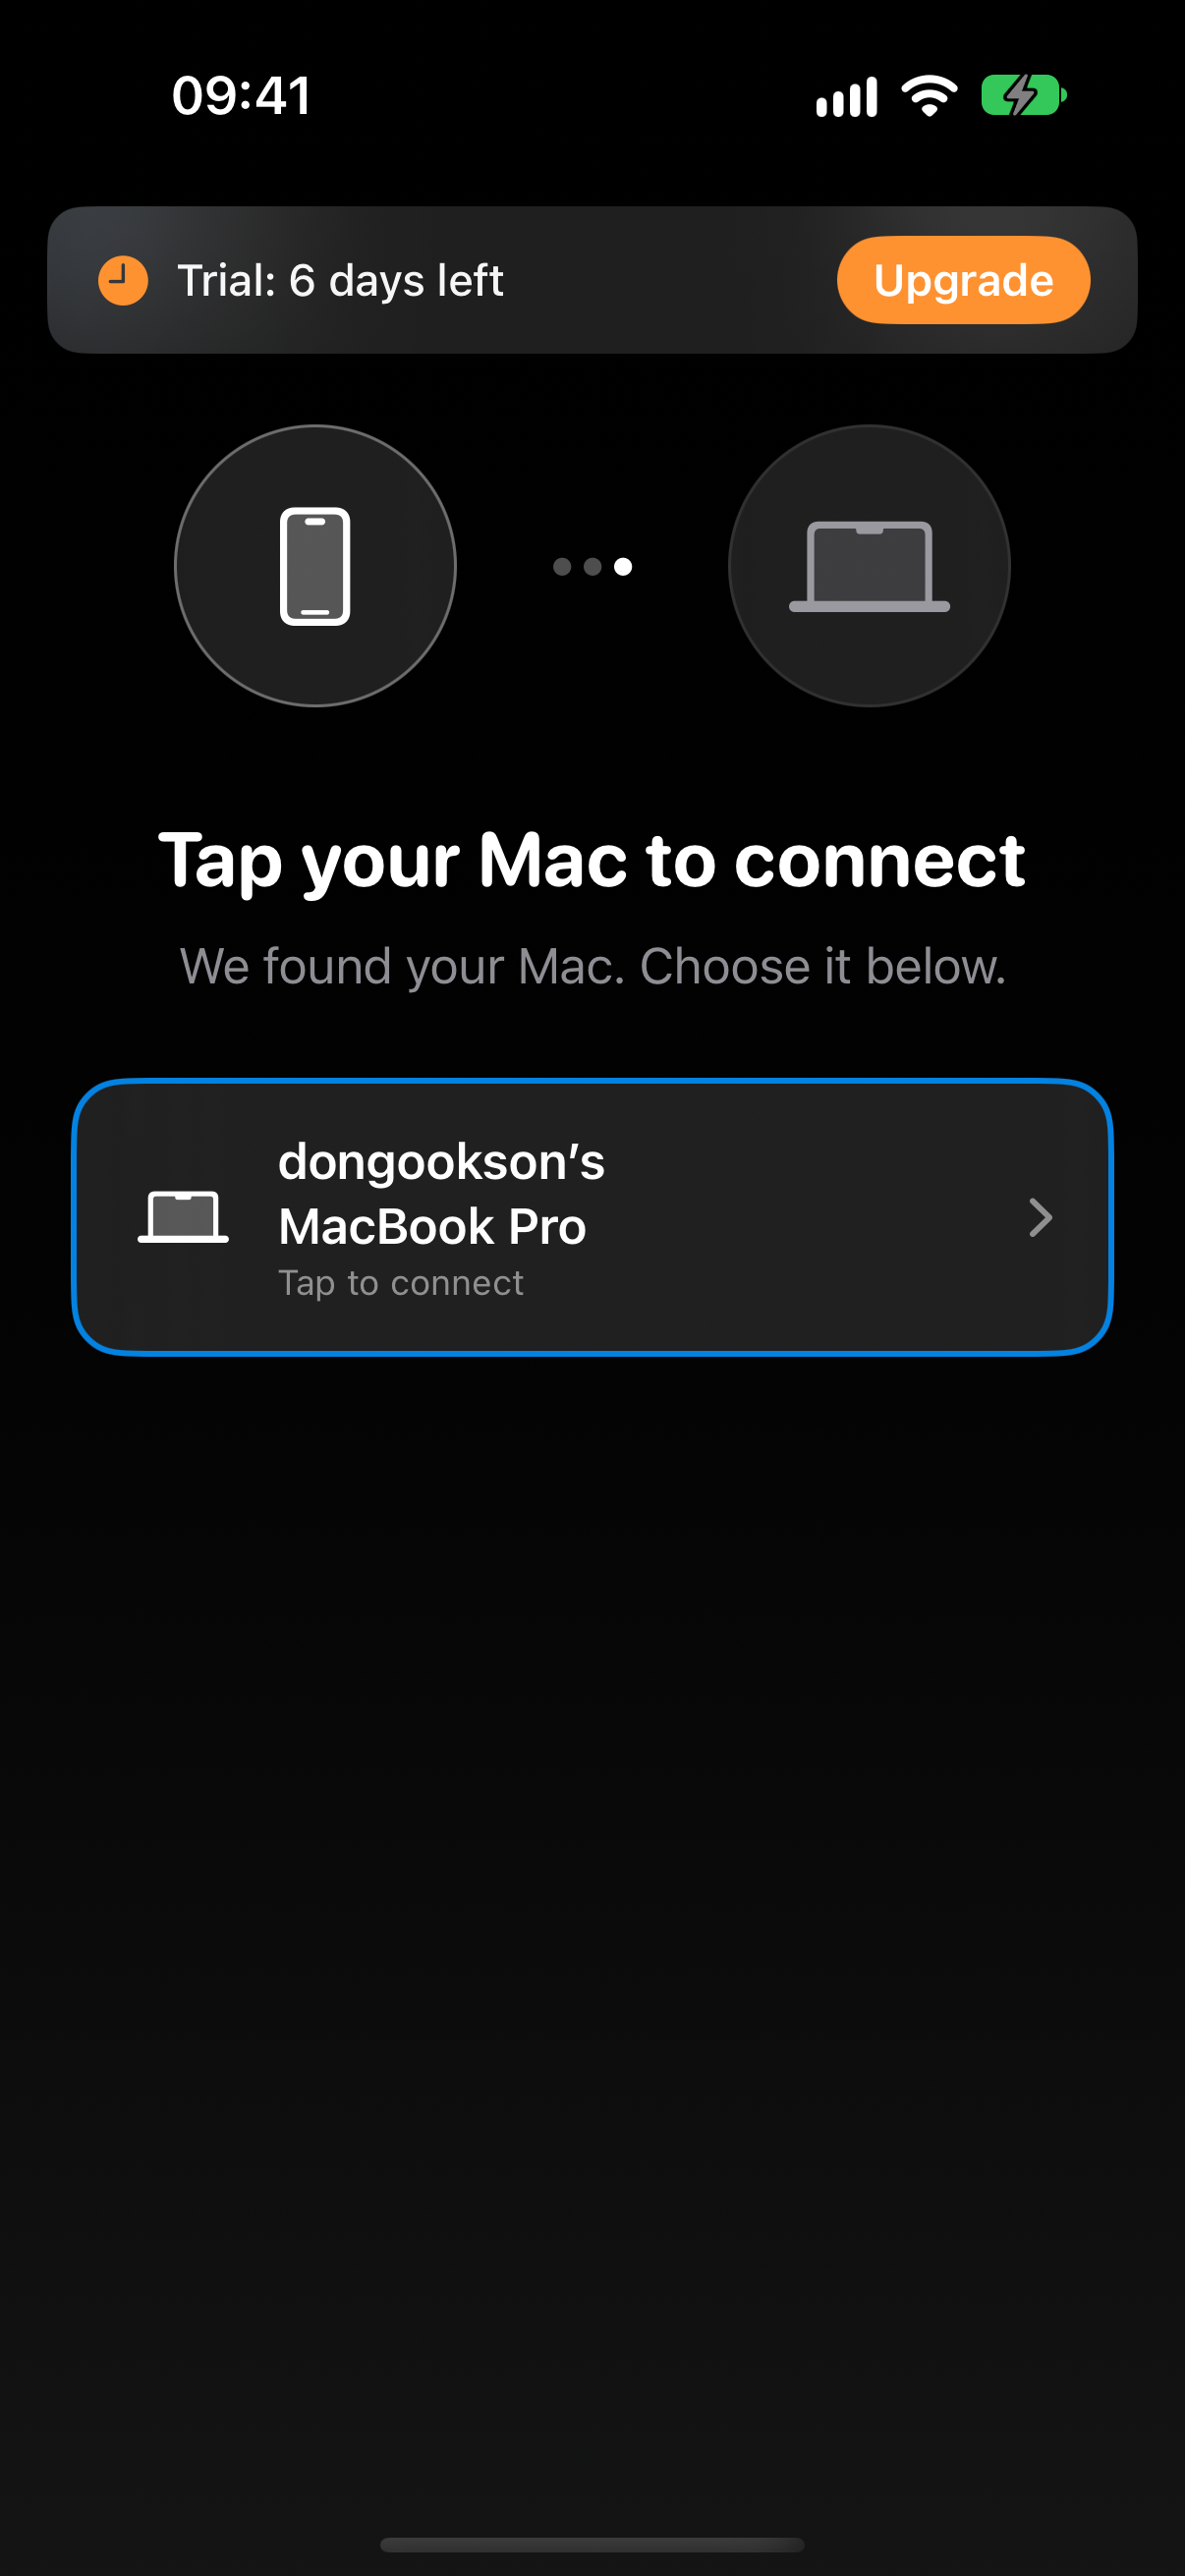 09:41
Trial: 6 days left
Upgrade
Tap your Mac to connect
We found your Mac. Choose it below.
dongookson’s
MacBook Pro
Tap to connect